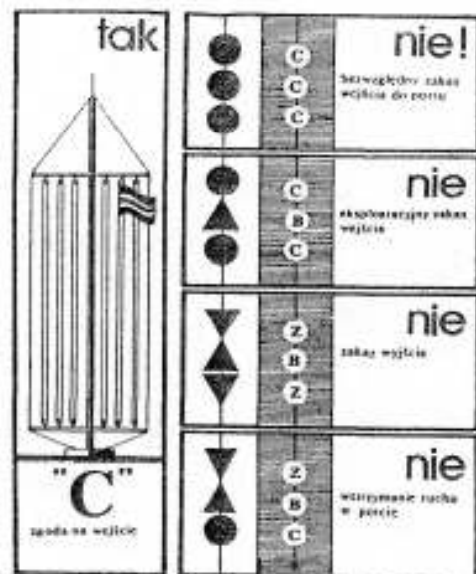 tak
"C"
zgoda na wejście
nie!
C
C
C
bezwzględny zakaz
wejścia do portu
nie
C
B
C
eksploatacyjny zakaz
wejścia
nie
Z
B
Z
zakaz wyjścia
nie
Z
B
C
wstrzymanie ruchu
w porcie